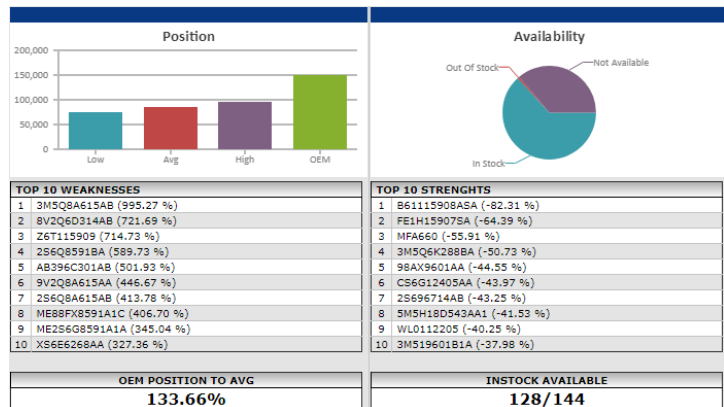 Position
200,000
150,000
100,000
50,000
0
Low
Avg
High
OEM
Availability
Out Of Stock
Not Available
In Stock
TOP 10 WEAKNESSES
1 3M5Q8A615AB (995.27 %)
2 8V2Q6D314AB (721.69 %)
3 Z6T115909 (714.73 %)
4 2S6Q8591BA (589.73 %)
5 AB396C301AB (501.93 %)
6 9V2Q8A615AA (446.67 %)
7 2S6Q8A615AB (413.78 %)
8 ME88FX8591A1C (406.70 %)
9 ME2S6G8591A1A (345.04 %)
10 XS6E6268AA (327.36 %)
TOP 10 STRENGHTS
1 B61115908ASA (-82.31 %)
2 FE1H15907SA (-64.39 %)
3 MFA660 (-55.91 %)
4 3M5Q6K288BA (-50.73 %)
5 98AX9601AA (-44.55 %)
6 CS6G12405AA (-43.97 %)
7 2S696714AB (-43.25 %)
8 5M5H18D543AA1 (-41.53 %)
9 WL0112205 (-40.25 %)
10 3M519601B1A (-37.98 %)
OEM POSITION TO AVG
133.66%
INSTOCK AVAILABLE
128/144